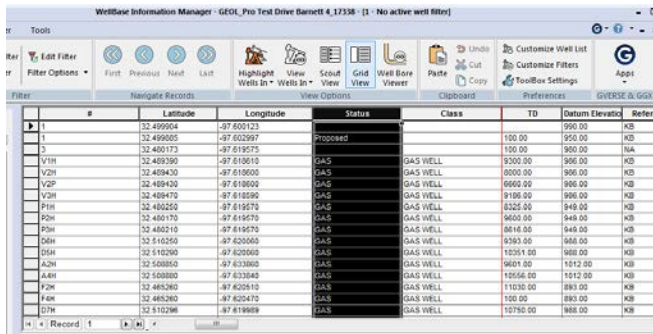 WellBase Information Manager - GEOL_Pro Test Drive Barnett 4_17338 - [1 - No active well filter]
Tools
Edit Filter
Filter Options
First Previous Next Last
Highlight Wells In
View Wells In
Scout View
Grid View
Well Bore Viewer
Paste
Undo
Cut
Copy
Customize Well List
Customize Filters
ToolBox Settings
Apps
Filter Navigate Records View Options Clipboard Preferences GVERSE & GGX
# Latitude Longitude Status Class TD Datum Elevatio Refer
1 32.499904 -97.600123 990.00 KB
1 32.499885 -97.602997 Proposed 100.00 950.00 KB
3 32.480173 -97.619575 100.00 980.00 NA
V1H 32.489390 -97.618610 GAS GAS WELL 9300.00 986.00 KB
V2H 32.489430 -97.618600 GAS GAS WELL 8800.00 986.00 KB
V2P 32.489430 -97.618600 GAS GAS WELL 6660.00 986.00 KB
V3H 32.489470 -97.618590 GAS GAS WELL 9186.00 986.00 KB
P1H 32.480250 -97.619570 GAS GAS WELL 8325.00 949.00 KB
P2H 32.480170 -97.619570 GAS GAS WELL 9600.00 949.00 KB
P3H 32.480210 -97.619570 GAS GAS WELL 8616.00 949.00 KB
D6H 32.510250 -97.620060 GAS GAS WELL 9393.00 988.00 KB
D5H 32.510290 -97.620060 GAS GAS WELL 10351.00 988.00 KB
A2H 32.508850 -97.633860 GAS GAS WELL 9601.00 1012.00 KB
A4H 32.508880 -97.633840 GAS GAS WELL 10556.00 1012.00 KB
F2H 32.465260 -97.620510 GAS GAS WELL 11030.00 893.00 KB
F4H 32.465260 -97.620470 GAS GAS WELL 100.00 893.00 KB
D7H 32.510296 -97.619989 GAS GAS WELL 10750.00 988.00 KB
Record 1